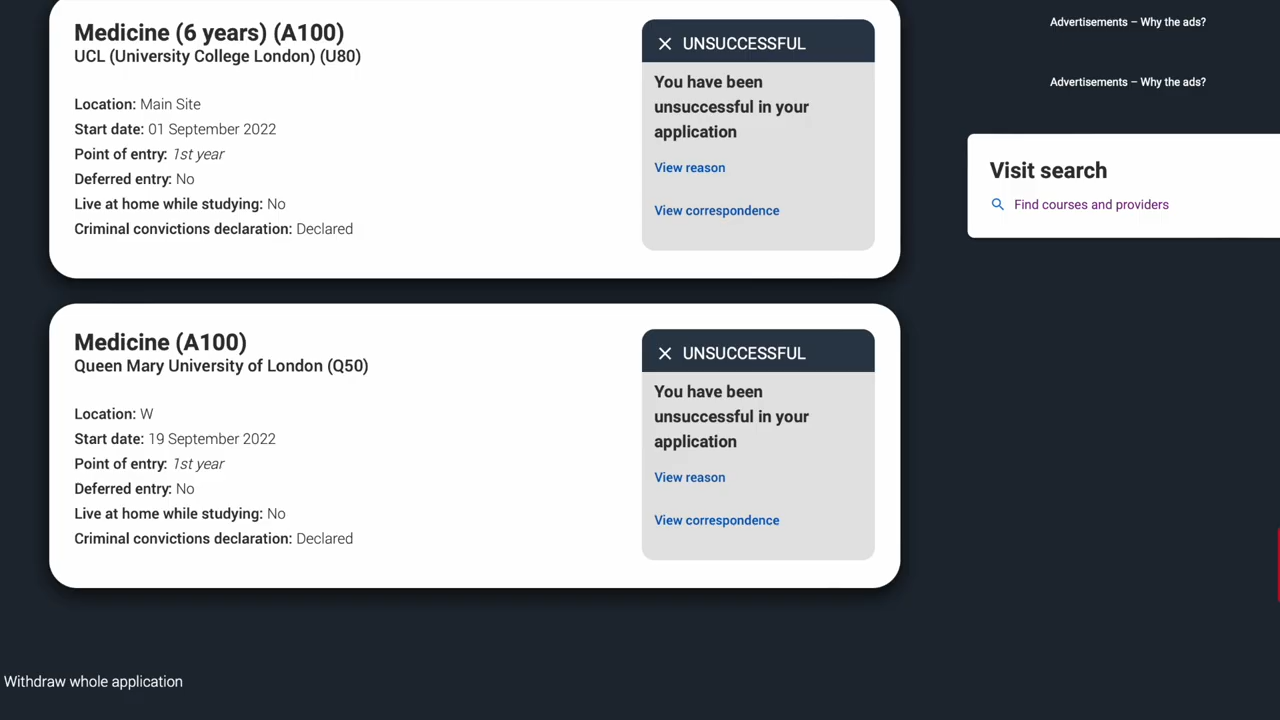 Medicine (6 years) (A100)
UCL (University College London) (U80)
Location: Main Site
Start date: 01 September 2022
Point of entry: 1st year
Deferred entry: No
Live at home while studying: No
Criminal convictions declaration: Declared
UNSUCCESSFUL
You have been
unsuccessful in your
application
View reason
View correspondence
Medicine (A100)
Queen Mary University of London (Q50)
Location: W
Start date: 19 September 2022
Point of entry: 1st year
Deferred entry: No
Live at home while studying: No
Criminal convictions declaration: Declared
UNSUCCESSFUL
You have been
unsuccessful in your
application
View reason
View correspondence
Withdraw whole application
Advertisements – Why the ads?
Advertisements – Why the ads?
Visit search
Find courses and providers